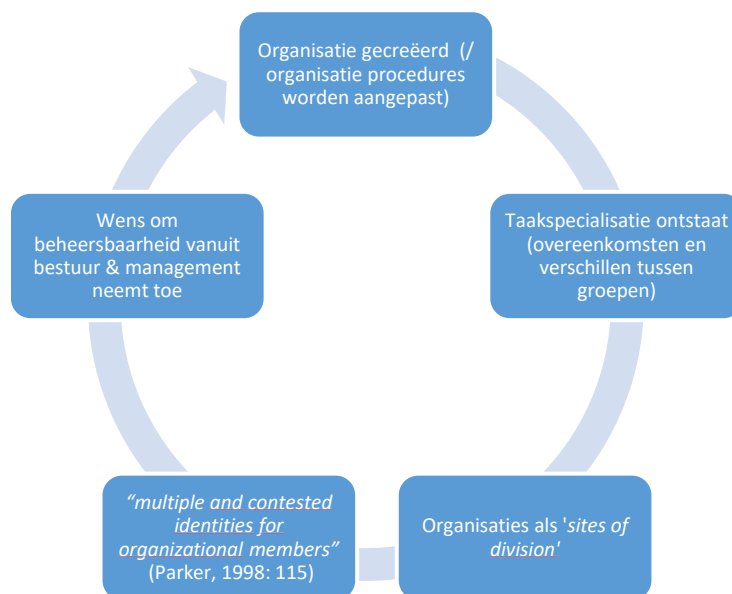 Organisatie gecreëerd (/
organisatie procedures
worden aangepast)
Taakspecialisatie ontstaat
(overeenkomsten en
verschillen tussen
groepen)
Organisaties als 'sites of
division'
“multiple and contested
identities for
organizational members”
(Parker, 1998: 115)
Wens om
beheersbaarheid vanuit
bestuur & management
neemt toe